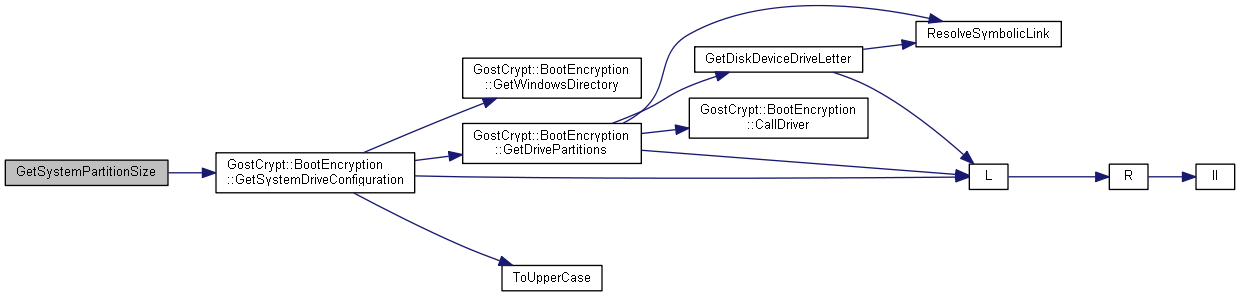 GetSystemPartitionSize
GostCrypt::BootEncryption
::GetSystemDriveConfiguration
GostCrypt::BootEncryption
::GetWindowsDirectory
GostCrypt::BootEncryption
::GetDrivePartitions
ToUpperCase
GetDiskDeviceDriveLetter
GostCrypt::BootEncryption
::CallDriver
ResolveSymbolicLink
L
R
ll